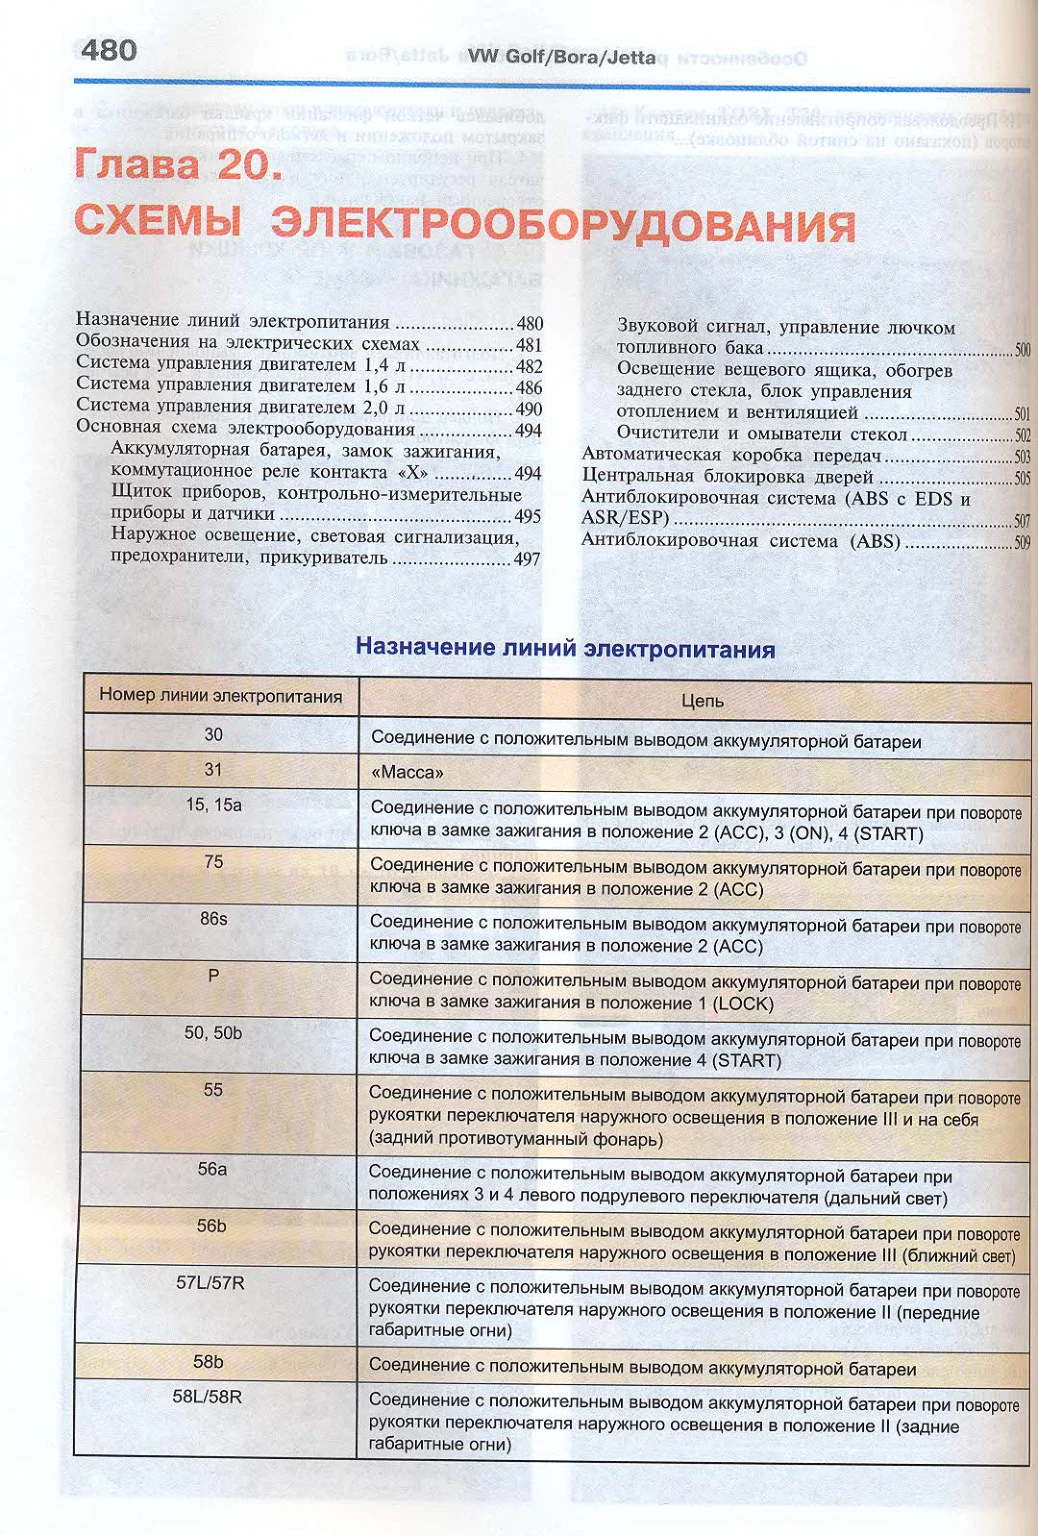 480
VW Golf/Bora/Jetta
Глава 20.
СХЕМЫ ЭЛЕКТРООБОРУДОВАНИЯ
Назначение линий электропитания ...................... 480
Обозначения на электрических схемах ................ 481
Система управления двигателем 1,4 л ................... 482
Система управления двигателем 1,6 л ................... 486
Система управления двигателем 2,0 л ................... 490
Основная схема электрооборудования .................. 494
Аккумуляторная батарея, замок зажигания,
коммутационное реле контакта «X» ............... 494
Щиток приборов, контрольно-измерительные
приборы и датчики ............................................ 495
Наружное освещение, световая сигнализация,
предохранители, прикуриватель ...................... 497
Звуковой сигнал, управление лючком
топливного бака ............................................... 500
Освещение вещевого ящика, обогрев
заднего стекла, блок управления
отоплением и вентиляцией ............................ 501
Очистители и омыватели стекол ................... 502
Автоматическая коробка передач ........................ 503
Центральная блокировка дверей ......................... 505
Антиблокировочная система (ABS с EDS и
ASR/ESP) ................................................................ 507
Антиблокировочная система (ABS) .................... 509
Назначение линий электропитания
Номер линии электропитания
Цепь
30
Соединение с положительным выводом аккумуляторной батареи
31
«Масса»
15, 15a
Соединение с положительным выводом аккумуляторной батареи при повороте
ключа в замке зажигания в положение 2 (ACC), 3 (ON), 4 (START)
75
Соединение с положительным выводом аккумуляторной батареи при повороте
ключа в замке зажигания в положение 2 (ACC)
86s
Соединение с положительным выводом аккумуляторной батареи при повороте
ключа в замке зажигания в положение 2 (ACC)
P
Соединение с положительным выводом аккумуляторной батареи при повороте
ключа в замке зажигания в положение 1 (LOCK)
50, 50b
Соединение с положительным выводом аккумуляторной батареи при повороте
ключа в замке зажигания в положение 4 (START)
55
Соединение с положительным выводом аккумуляторной батареи при повороте
рукоятки переключателя наружного освещения в положение III и на себя
(задний противотуманный фонарь)
56a
Соединение с положительным выводом аккумуляторной батареи при
положениях 3 и 4 левого подрулевого переключателя (дальний свет)
56b
Соединение с положительным выводом аккумуляторной батареи при повороте
рукоятки переключателя наружного освещения в положение III (ближний свет)
57L/57R
Соединение с положительным выводом аккумуляторной батареи при повороте
рукоятки переключателя наружного освещения в положение II (передние
габаритные огни)
58b
Соединение с положительным выводом аккумуляторной батареи
58L/58R
Соединение с положительным выводом аккумуляторной батареи при повороте
рукоятки переключателя наружного освещения в положение II (задние
габаритные огни)